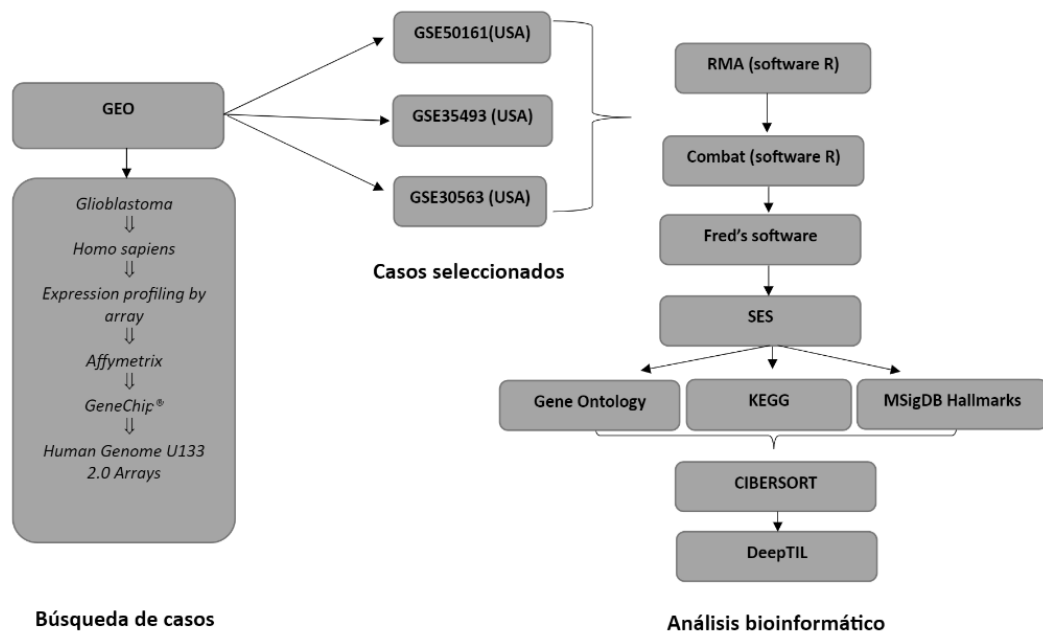 GEO
Glioblastoma
⇓
Homo sapiens
⇓
Expression profiling by
array
⇓
Affymetrix
⇓
GeneChip®
⇓
Human Genome U133
2.0 Arrays
Búsqueda de casos
GSE50161(USA)
GSE35493 (USA)
GSE30563 (USA)
Casos seleccionados
RMA (software R)
Combat (software R)
Fred's software
SES
Gene Ontology
KEGG
MSigDB Hallmarks
CIBERSORT
DeepTIL
Análisis bioinformático